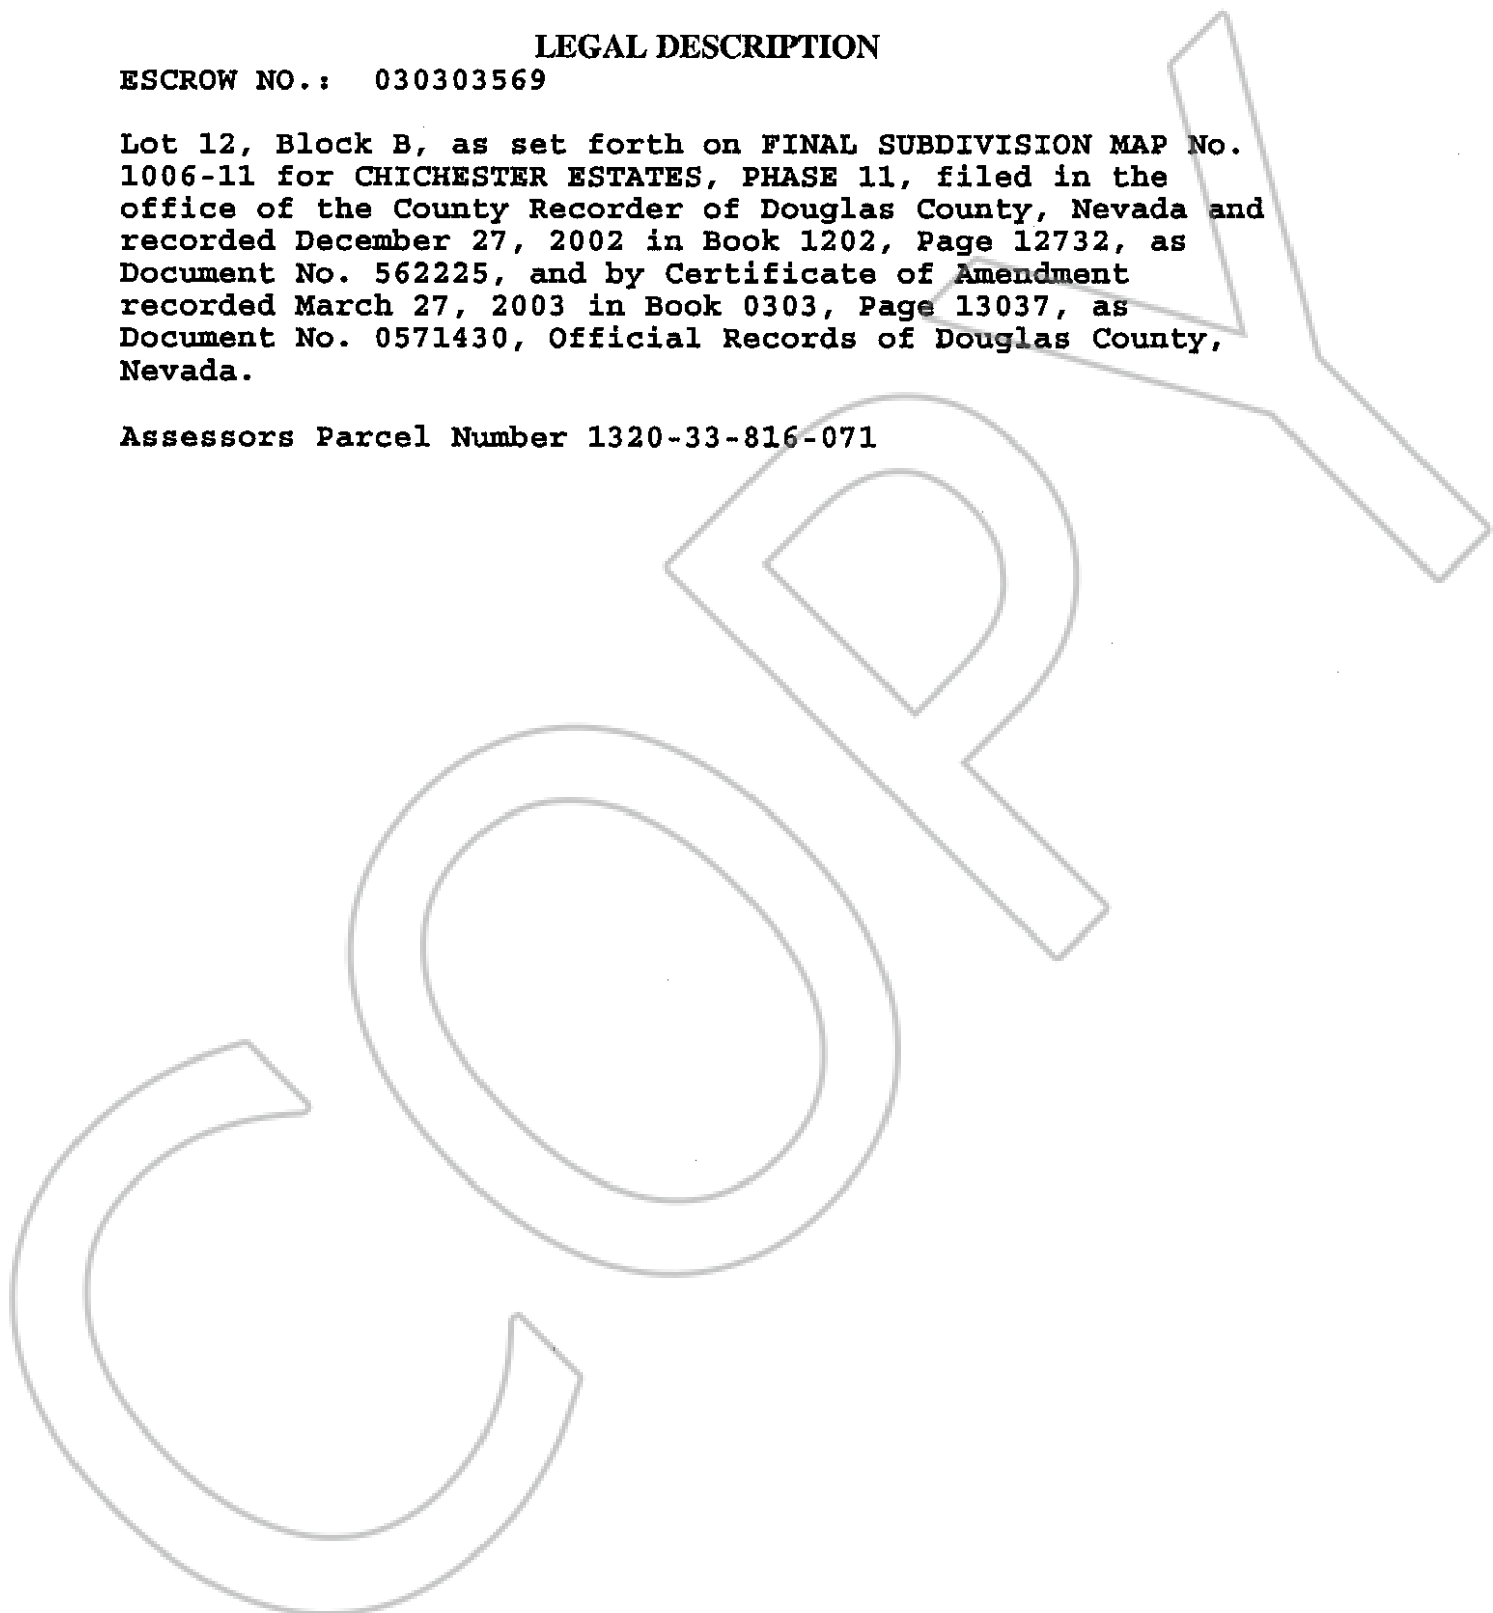 LEGAL DESCRIPTION
ESCROW NO.: 030303569
Lot 12, Block B, as set forth on FINAL SUBDIVISION MAP No.
1006-11 for CHICHESTER ESTATES, PHASE 11, filed in the
office of the County Recorder of Douglas County, Nevada and
recorded December 27, 2002 in Book 1202, Page 12732, as
Document No. 562225, and by Certificate of Amendment
recorded March 27, 2003 in Book 0303, Page 13037, as
Document No. 0571430, Official Records of Douglas County,
Nevada.
Assessors Parcel Number 1320-33-816-071
COPY